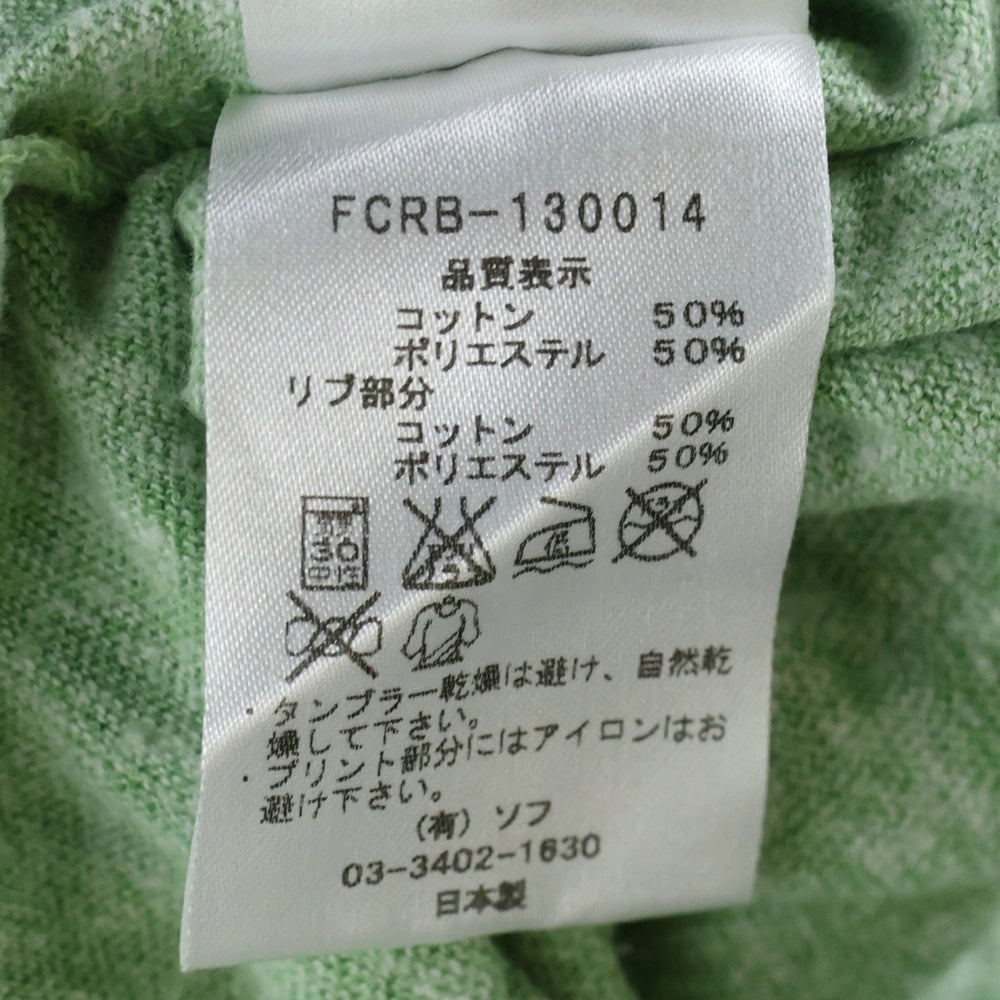 FCRB-130014
品質表示
コットン 50%
ポリエステル 50%
リブ部分
コットン 50%
ポリエステル 50%
30
中性
低
・タンブラー乾燥は避け、自然乾
燥して下さい。
・プリント部分にはアイロンはお
避け下さい。
(有) ソフ
03-3402-1630
日本製